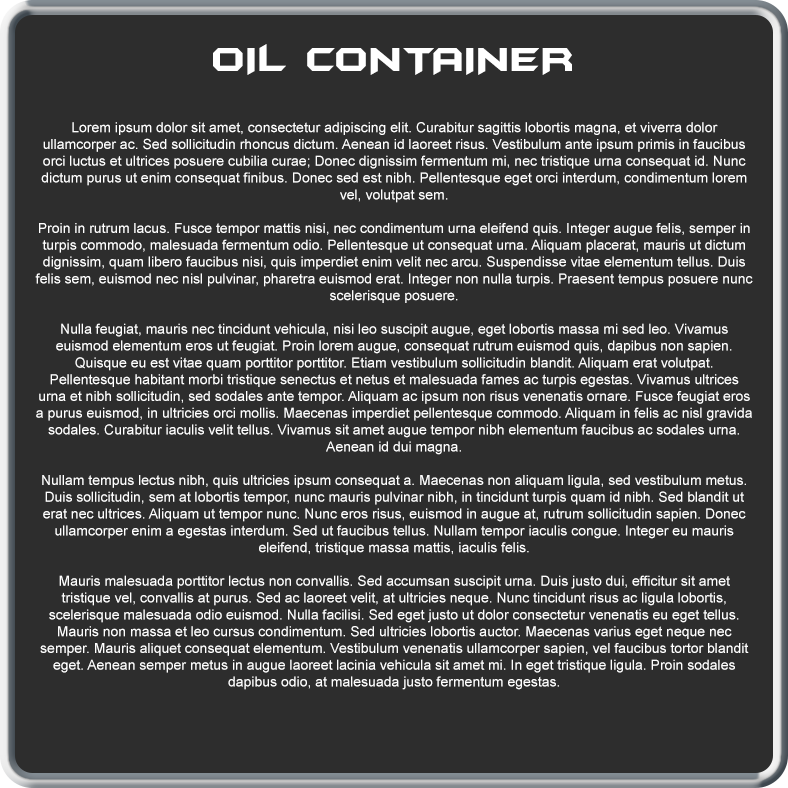 OIL CONTAINER
Lorem ipsum dolor sit amet, consectetur adipiscing elit. Curabitur sagittis lobortis magna, et viverra dolor
ullamcorper ac. Sed sollicitudin rhoncus dictum. Aenean id laoreet risus. Vestibulum ante ipsum primis in faucibus
orci luctus et ultrices posuere cubilia curae; Donec dignissim fermentum mi, nec tristique urna consequat id. Nunc
dictum purus ut enim consequat finibus. Donec sed est nibh. Pellentesque eget orci interdum, condimentum lorem
vel, volutpat sem.
Proin in rutrum lacus. Fusce tempor mattis nisi, nec condimentum urna eleifend quis. Integer augue felis, semper in
turpis commodo, malesuada fermentum odio. Pellentesque ut consequat urna. Aliquam placerat, mauris ut dictum
dignissim, quam libero faucibus nisi, quis imperdiet enim velit nec arcu. Suspendisse vitae elementum tellus. Duis
felis sem, euismod nec nisl pulvinar, pharetra euismod erat. Integer non nulla turpis. Praesent tempus posuere nunc
scelerisque posuere.
Nulla feugiat, mauris nec tincidunt vehicula, nisi leo suscipit augue, eget lobortis massa mi sed leo. Vivamus
euismod elementum eros ut feugiat. Proin lorem augue, consequat rutrum euismod quis, dapibus non sapien.
Quisque eu est vitae quam porttitor porttitor. Etiam vestibulum sollicitudin blandit. Aliquam erat volutpat.
Pellentesque habitant morbi tristique senectus et netus et malesuada fames ac turpis egestas. Vivamus ultrices
urna et nibh sollicitudin, sed sodales ante tempor. Aliquam ac ipsum non risus venenatis ornare. Fusce feugiat eros
a purus euismod, in ultricies orci mollis. Maecenas imperdiet pellentesque commodo. Aliquam in felis ac nisl gravida
sodales. Curabitur iaculis velit tellus. Vivamus sit amet augue tempor nibh elementum faucibus ac sodales urna.
Aenean id dui magna.
Nullam tempus lectus nibh, quis ultricies ipsum consequat a. Maecenas non aliquam ligula, sed vestibulum metus.
Duis sollicitudin, sem at lobortis tempor, nunc mauris pulvinar nibh, in tincidunt turpis quam id nibh. Sed blandit ut
erat nec ultrices. Aliquam ut tempor nunc. Nunc eros risus, euismod in augue at, rutrum sollicitudin sapien. Donec
ullamcorper enim a egestas interdum. Sed ut faucibus tellus. Nullam tempor iaculis congue. Integer eu mauris
eleifend, tristique massa mattis, iaculis felis.
Mauris malesuada porttitor lectus non convallis. Sed accumsan suscipit urna. Duis justo dui, efficitur sit amet
tristique vel, convallis at purus. Sed ac laoreet velit, at ultricies neque. Nunc tincidunt risus ac ligula lobortis,
scelerisque malesuada odio euismod. Nulla facilisi. Sed eget justo ut dolor consectetur venenatis eu eget tellus.
Mauris non massa et leo cursus condimentum. Sed ultricies lobortis auctor. Maecenas varius eget neque nec
semper. Mauris aliquet consequat elementum. Vestibulum venenatis ullamcorper sapien, vel faucibus tortor blandit
eget. Aenean semper metus in augue laoreet lacinia vehicula sit amet mi. In eget tristique ligula. Proin sodales
dapibus odio, at malesuada justo fermentum egestas.